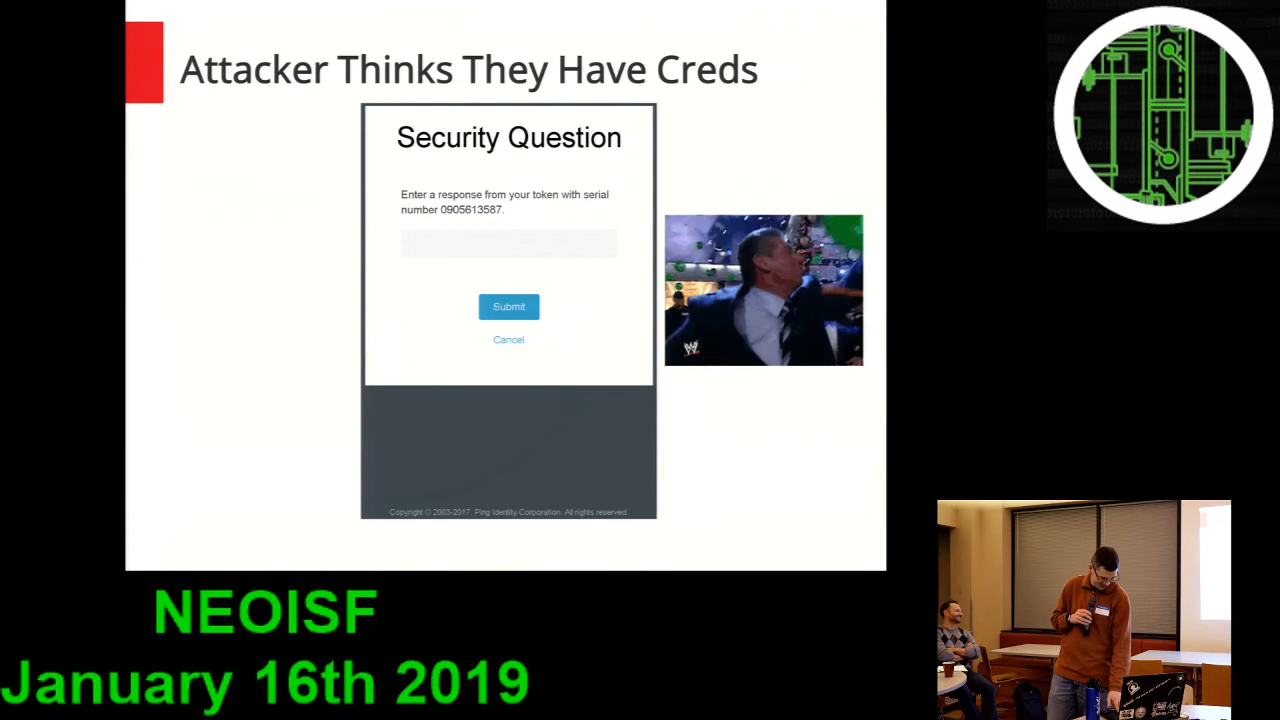 Attacker Thinks They Have Creds
Security Question
Enter a response from your token with serial
number 0905613587.
Submit
Cancel
Copyright © 2003-2017. Ping Identity Corporation. All rights reserved.
NEOISF
January 16th 2019